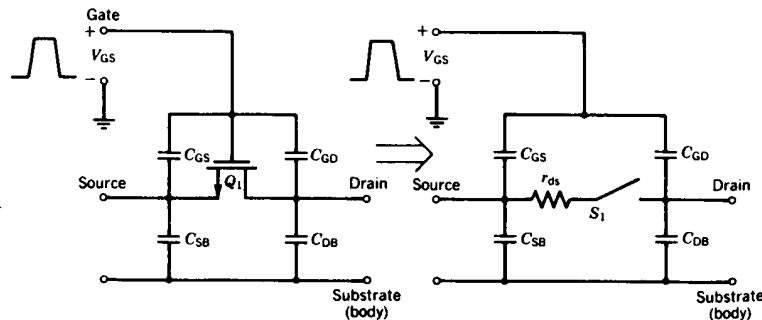 Gate
+
V_GS
−
C_GS
C_GD
Q_1
Source
Drain
C_SB
C_DB
Substrate
(body)
+
V_GS
−
C_GS
C_GD
r_ds
Source
Drain
S_1
C_SB
C_DB
Substrate
(body)